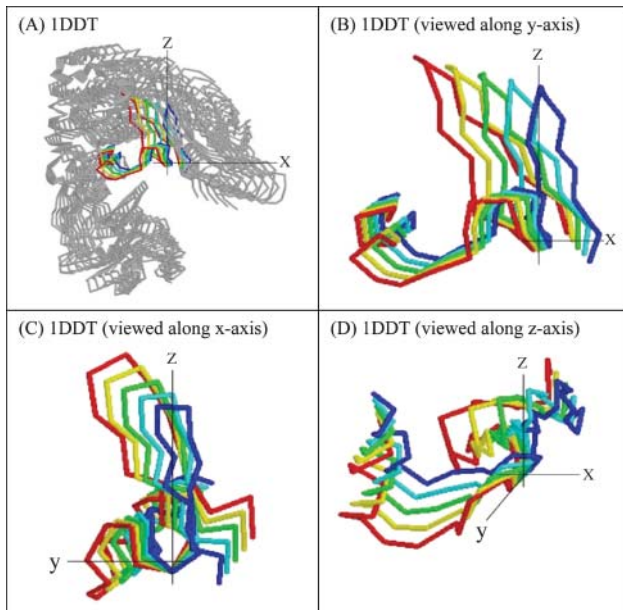 (A) 1DDT
Z
X
(B) 1DDT (viewed along y-axis)
Z
X
(C) 1DDT (viewed along x-axis)
Z
y
(D) 1DDT (viewed along z-axis)
Z
X
y